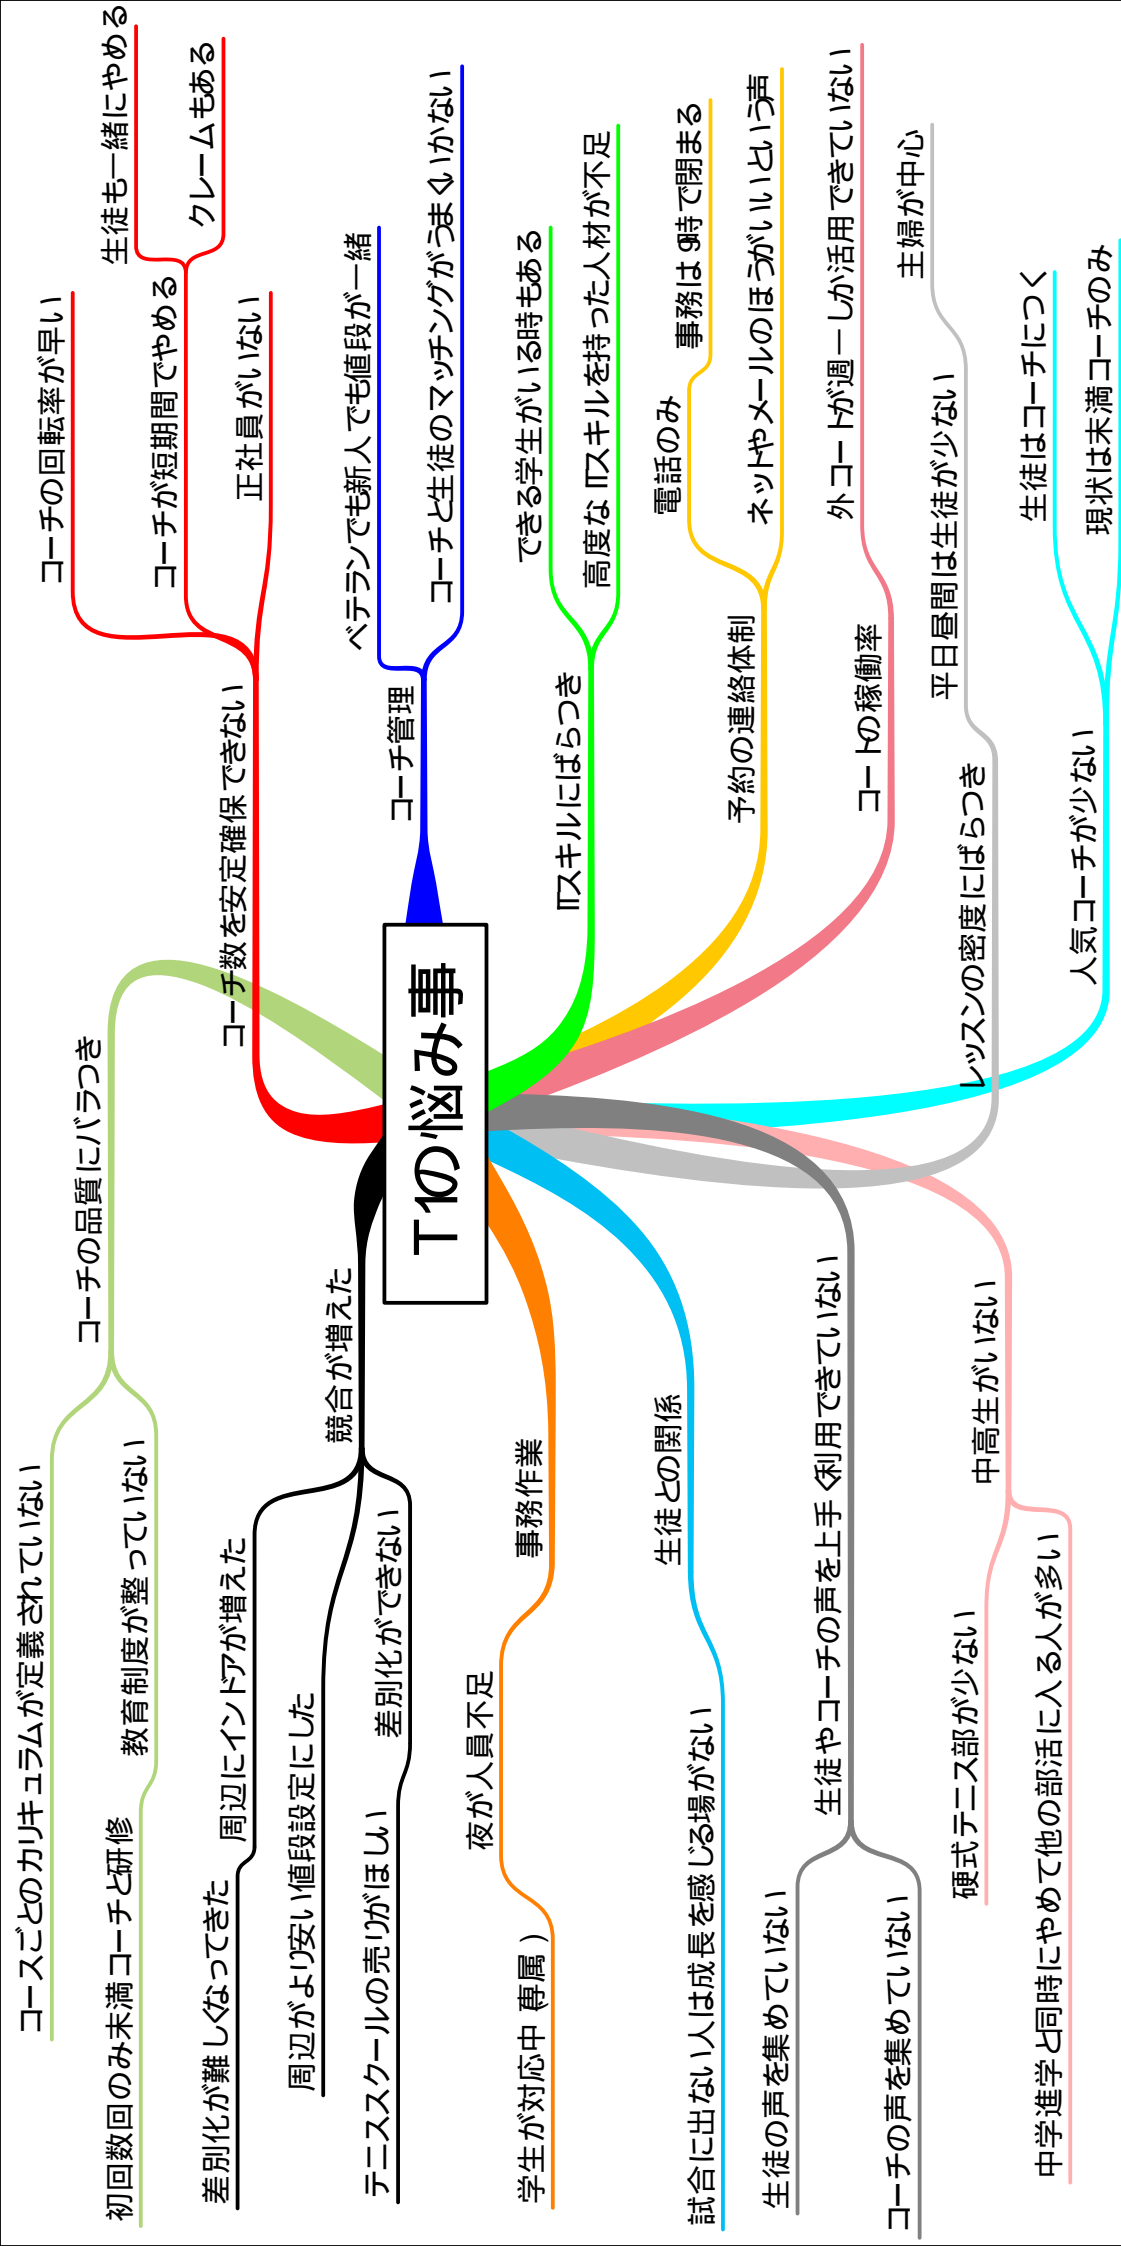 T1の悩み事
コーチ数を安定確保できない
コーチの回転率が早い
コーチが短期間でやめる
生徒も一緒にやめる
クレームもある
正社員がいない
コーチ管理
ベテランでも新人でも値段が一緒
コーチと生徒のマッチングがうまくいかない
ITスキルにばらつき
できる学生がいる時もある
高度なITスキルを持った人材が不足
予約の連絡体制
電話のみ
事務は9時で閉まる
ネットやメールのほうがいいという声
コートの稼働率
外コートが週一しか活用できていない
レッスンの密度にばらつき
平日昼間は生徒が少ない
主婦が中心
人気コーチが少ない
生徒はコーチにつく
現状は末満コーチのみ
コーチの品質にバラつき
コースごとのカリキュラムが定義されていない
教育制度が整っていない
初回数回のみ末満コーチと研修
競合が増えた
周辺にインドアが増えた
差別化が難しくなってきた
周辺がより安い値段設定にした
差別化ができない
テニススクールの売りがほしい
事務作業
夜が人員不足
学生が対応中(専属)
生徒との関係
試合に出ない人は成長を感じる場がない
生徒やコーチの声を上手く利用できていない
生徒の声を集めていない
コーチの声を集めていない
中高生がいない
硬式テニス部が少ない
中学進学と同時にやめて他の部活に入る人が多い